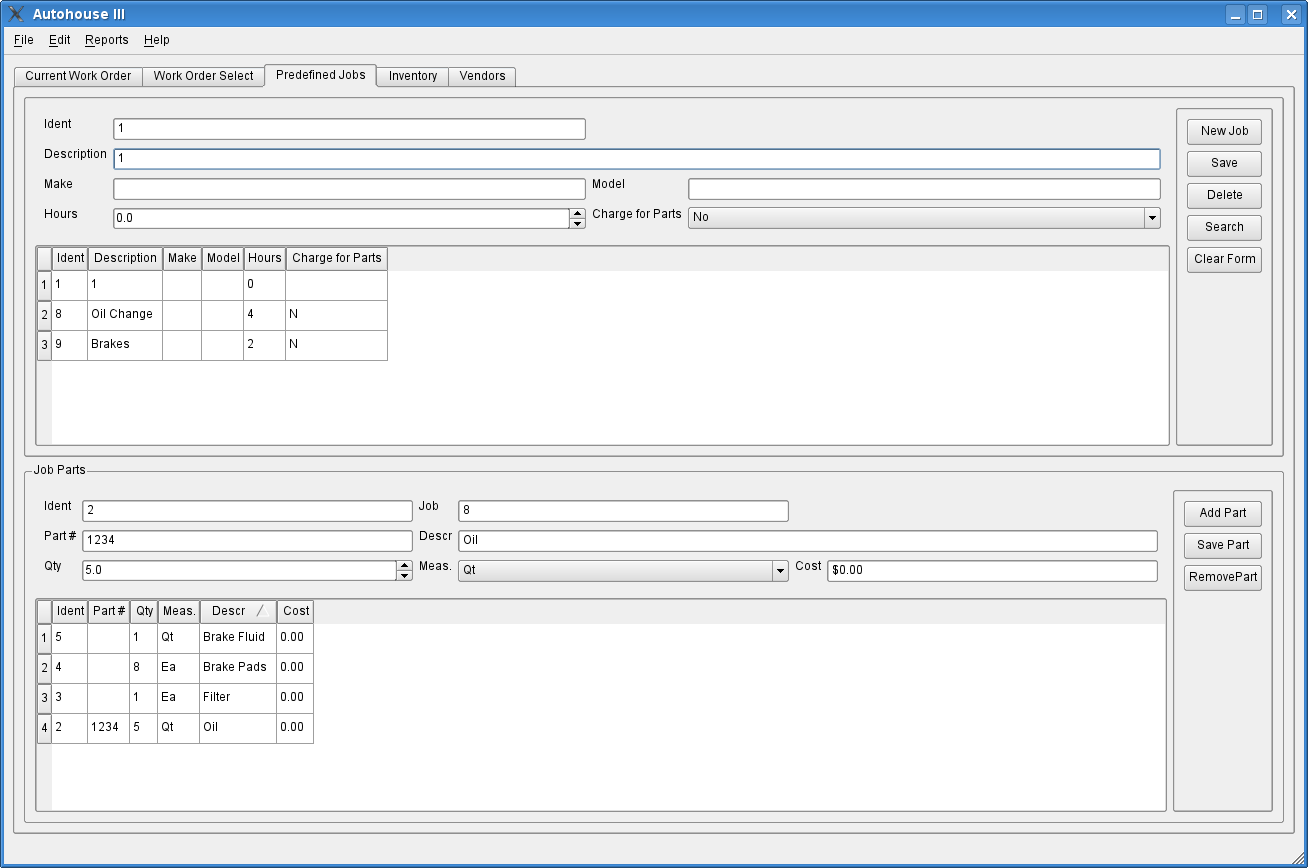 Autohouse III
File Edit Reports Help
Current Work Order Work Order Select Predefined Jobs Inventory Vendors
Ident 1
New Job
Description 1
Save
Make Model
Delete
Hours 0.0 Charge for Parts No
Search
Clear Form
Ident Description Make Model Hours Charge for Parts
1 1 1 0
2 8 Oil Change 4 N
3 9 Brakes 2 N
Job Parts
Ident 2 Job 8
Add Part
Part # 1234 Descr Oil
Save Part
Qty 5.0 Meas. Qt Cost $0.00
RemovePart
Ident Part # Qty Meas. Descr Cost
1 5 1 Qt Brake Fluid 0.00
2 4 8 Ea Brake Pads 0.00
3 3 1 Ea Filter 0.00
4 2 1234 5 Qt Oil 0.00